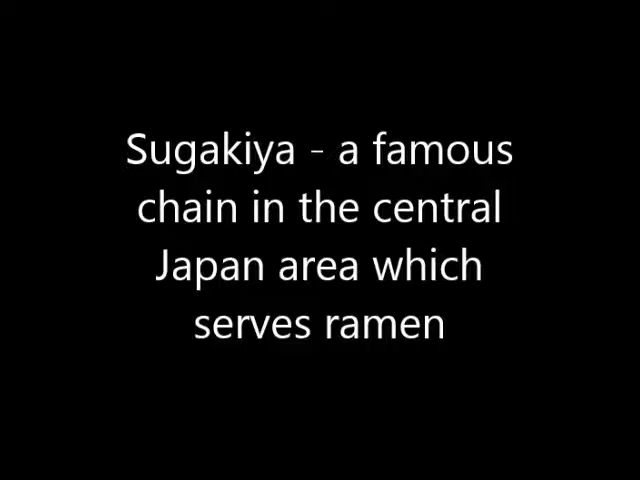 Sugakiya - a famous
chain in the central
Japan area which
serves ramen